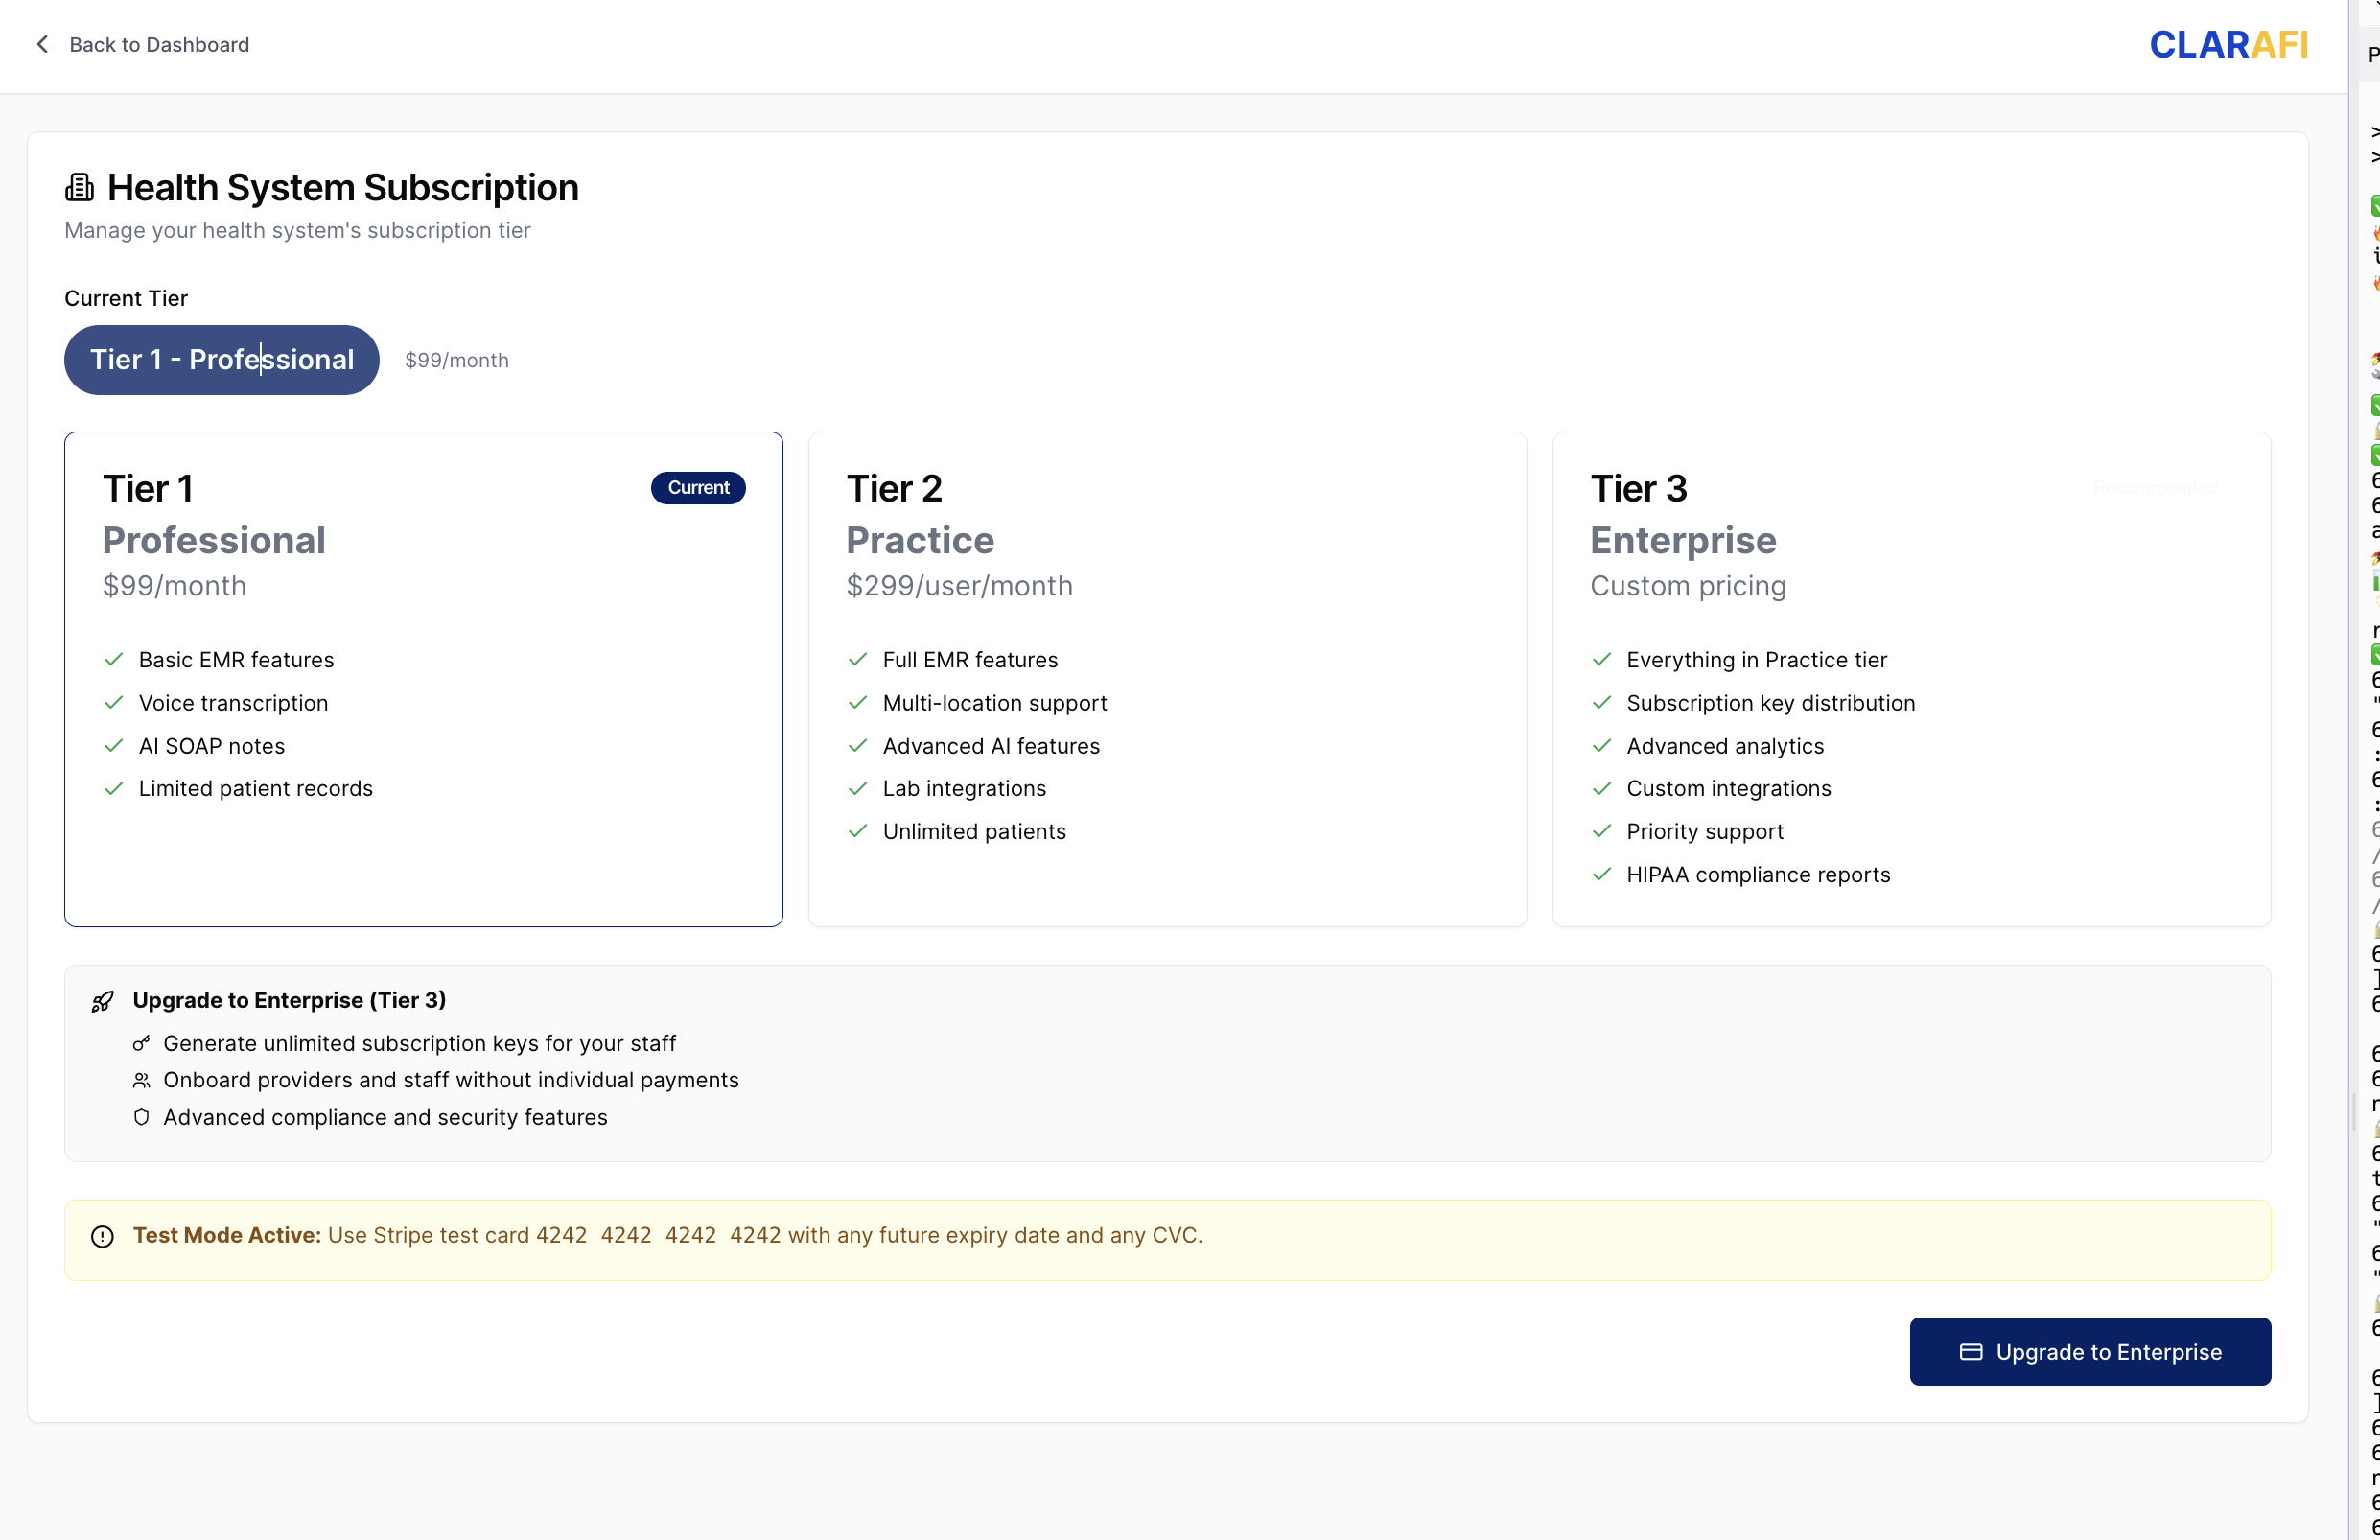 Back to Dashboard
CLARAFI
Health System Subscription
Manage your health system's subscription tier
Current Tier
Tier 1 - Professional
$99/month
Tier 1
Current
Professional
$99/month
Basic EMR features
Voice transcription
AI SOAP notes
Limited patient records
Tier 2
Practice
$299/user/month
Full EMR features
Multi-location support
Advanced AI features
Lab integrations
Unlimited patients
Tier 3
Recommended
Enterprise
Custom pricing
Everything in Practice tier
Subscription key distribution
Advanced analytics
Custom integrations
Priority support
HIPAA compliance reports
Upgrade to Enterprise (Tier 3)
Generate unlimited subscription keys for your staff
Onboard providers and staff without individual payments
Advanced compliance and security features
Test Mode Active: Use Stripe test card 4242 4242 4242 4242 with any future expiry date and any CVC.
Upgrade to Enterprise